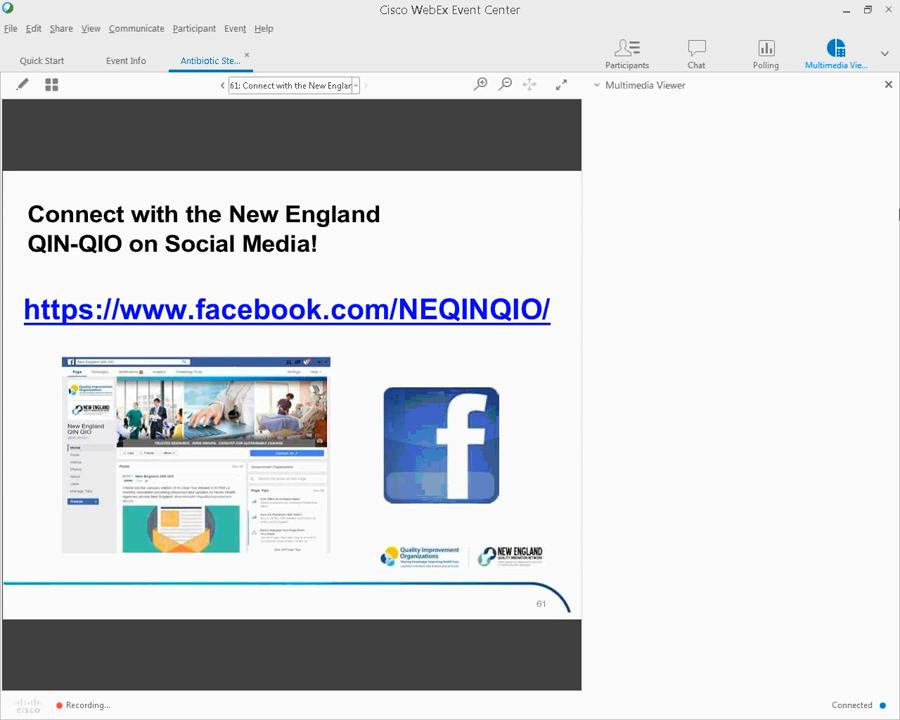 Cisco WebEx Event Center
File Edit Share View Communicate Participant Event Help
Quick Start
Event Info
Antibiotic Ste...
Participants
Chat
Polling
Multimedia Vie...
61: Connect with the New Englar
Multimedia Viewer
Connect with the New England
QIN-QIO on Social Media!
https://www.facebook.com/NEQINQIO/
New England
QIN QIO
Quality Improvement
Organizations
NEW ENGLAND
61
cisco
Recording...
Connected